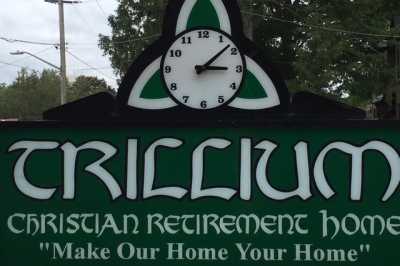 TRILLIUM
CHRISTIAN RETIREMENT HOME
"Make Our Home Your Home"